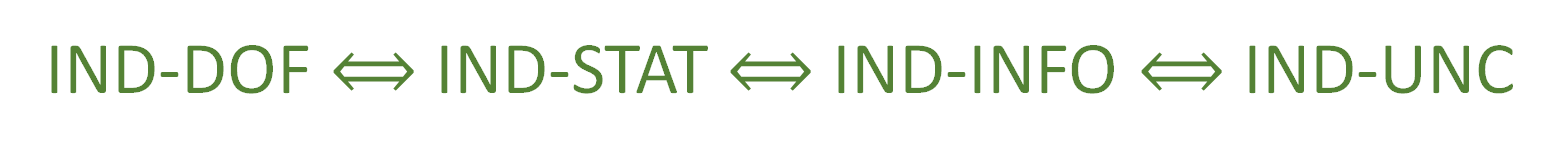 IND-DOF ⟺ IND-STAT ⟺ IND-INFO ⟺ IND-UNC